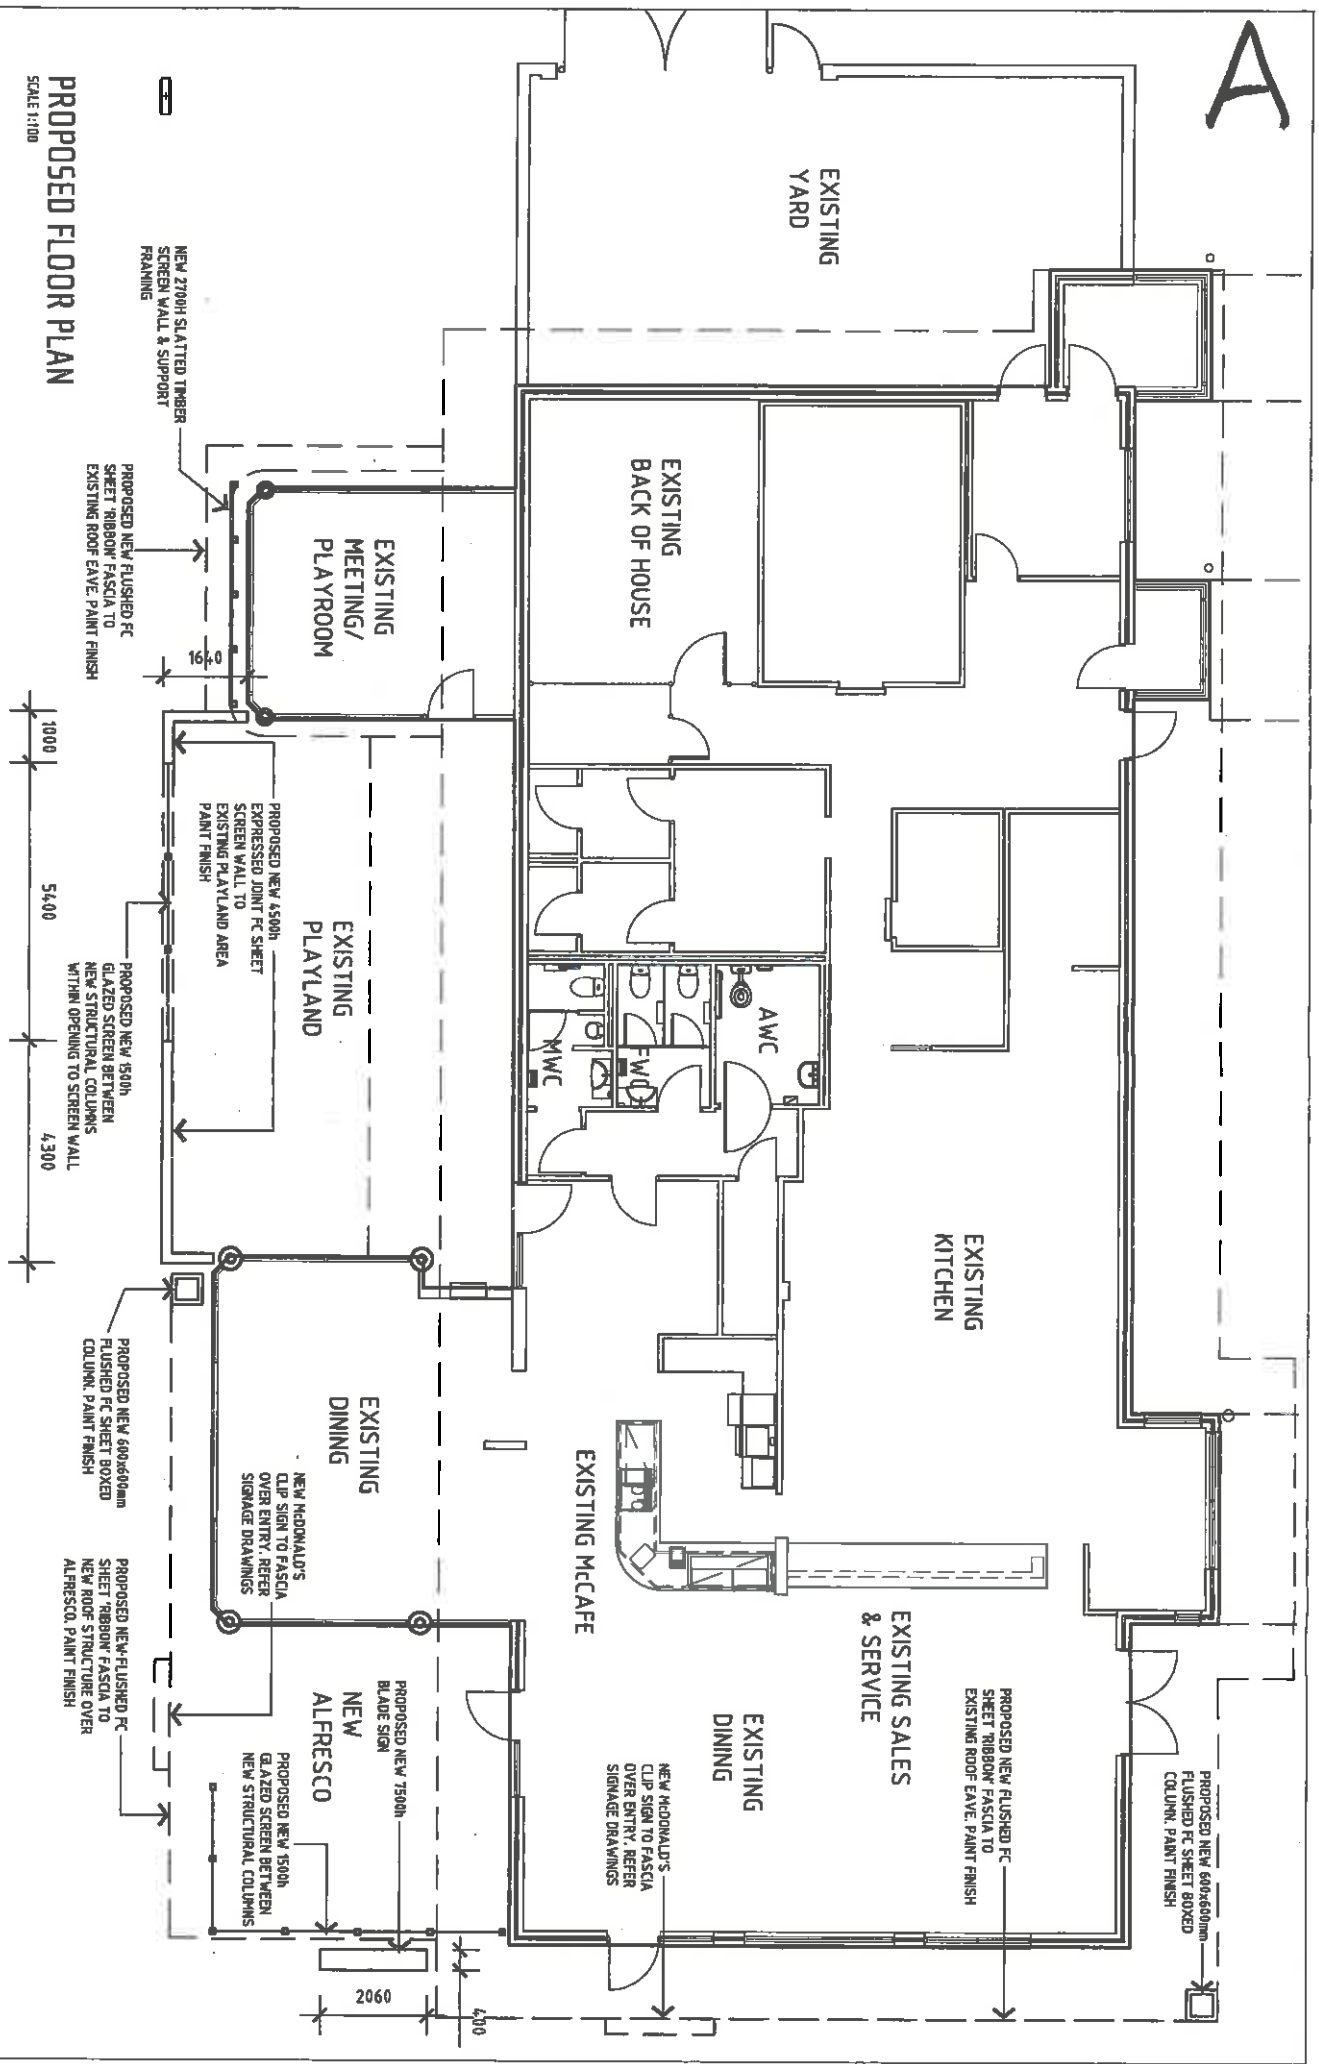 A
EXISTING
YARD
EXISTING
BACK OF HOUSE
EXISTING
MEETING/
PLAYROOM
EXISTING
PLAYLAND
AWC
FWC
MWC
EXISTING
KITCHEN
EXISTING McCAFE
EXISTING SALES
& SERVICE
EXISTING
DINING
EXISTING
DINING
NEW
ALFRESCO
PROPOSED NEW 600x600mm
FLUSHED FC SHEET BOXED
COLUMN. PAINT FINISH
PROPOSED NEW FLUSHED FC
SHEET 'RIBBON' FASCIA TO
EXISTING ROOF EAVE. PAINT FINISH
NEW McDONALD'S
CLIP SIGN TO FASCIA
OVER ENTRY. REFER
SIGNAGE DRAWINGS
PROPOSED NEW 7500h
BLADE SIGN
PROPOSED NEW 1500h
GLAZED SCREEN BETWEEN
NEW STRUCTURAL COLUMNS
NEW McDONALD'S
CLIP SIGN TO FASCIA
OVER ENTRY. REFER
SIGNAGE DRAWINGS
PROPOSED NEW 4500h
EXPRESSED JOINT FC SHEET
SCREEN WALL TO
EXISTING PLAYLAND AREA
PAINT FINISH
NEW 2700H SLATTED TIMBER
SCREEN WALL & SUPPORT
FRAMING
PROPOSED NEW FLUSHED FC
SHEET 'RIBBON' FASCIA TO
EXISTING ROOF EAVE. PAINT FINISH
PROPOSED NEW 1500h
GLAZED SCREEN BETWEEN
NEW STRUCTURAL COLUMNS
WITHIN OPENING TO SCREEN WALL
PROPOSED NEW 600x600mm
FLUSHED FC SHEET BOXED
COLUMN. PAINT FINISH
PROPOSED NEW FLUSHED FC
SHEET 'RIBBON' FASCIA TO
NEW ROOF STRUCTURE OVER
ALFRESCO. PAINT FINISH
1640
1000
5400
4300
2060
400
PROPOSED FLOOR PLAN
SCALE 1:100